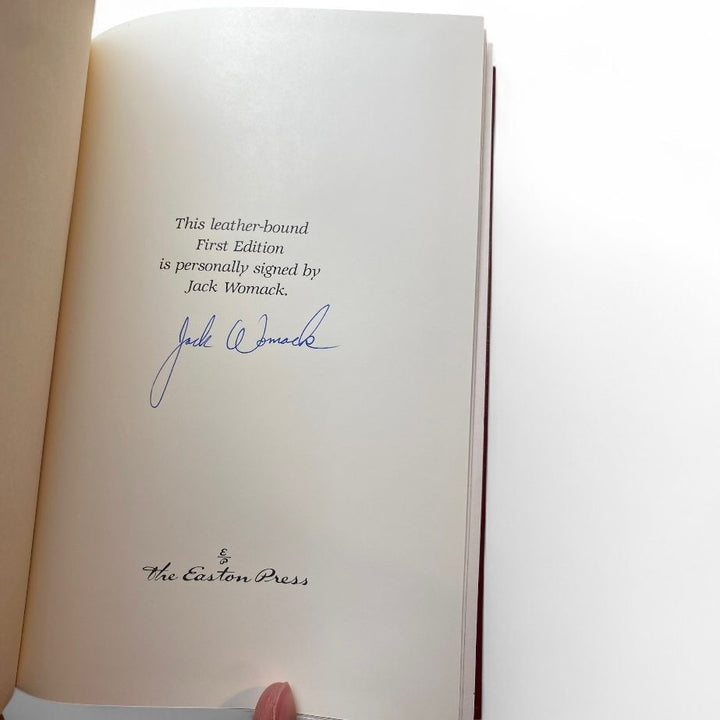 This leather-bound
First Edition
is personally signed by
Jack Womack.
Jack Womack
E
P
The Easton Press